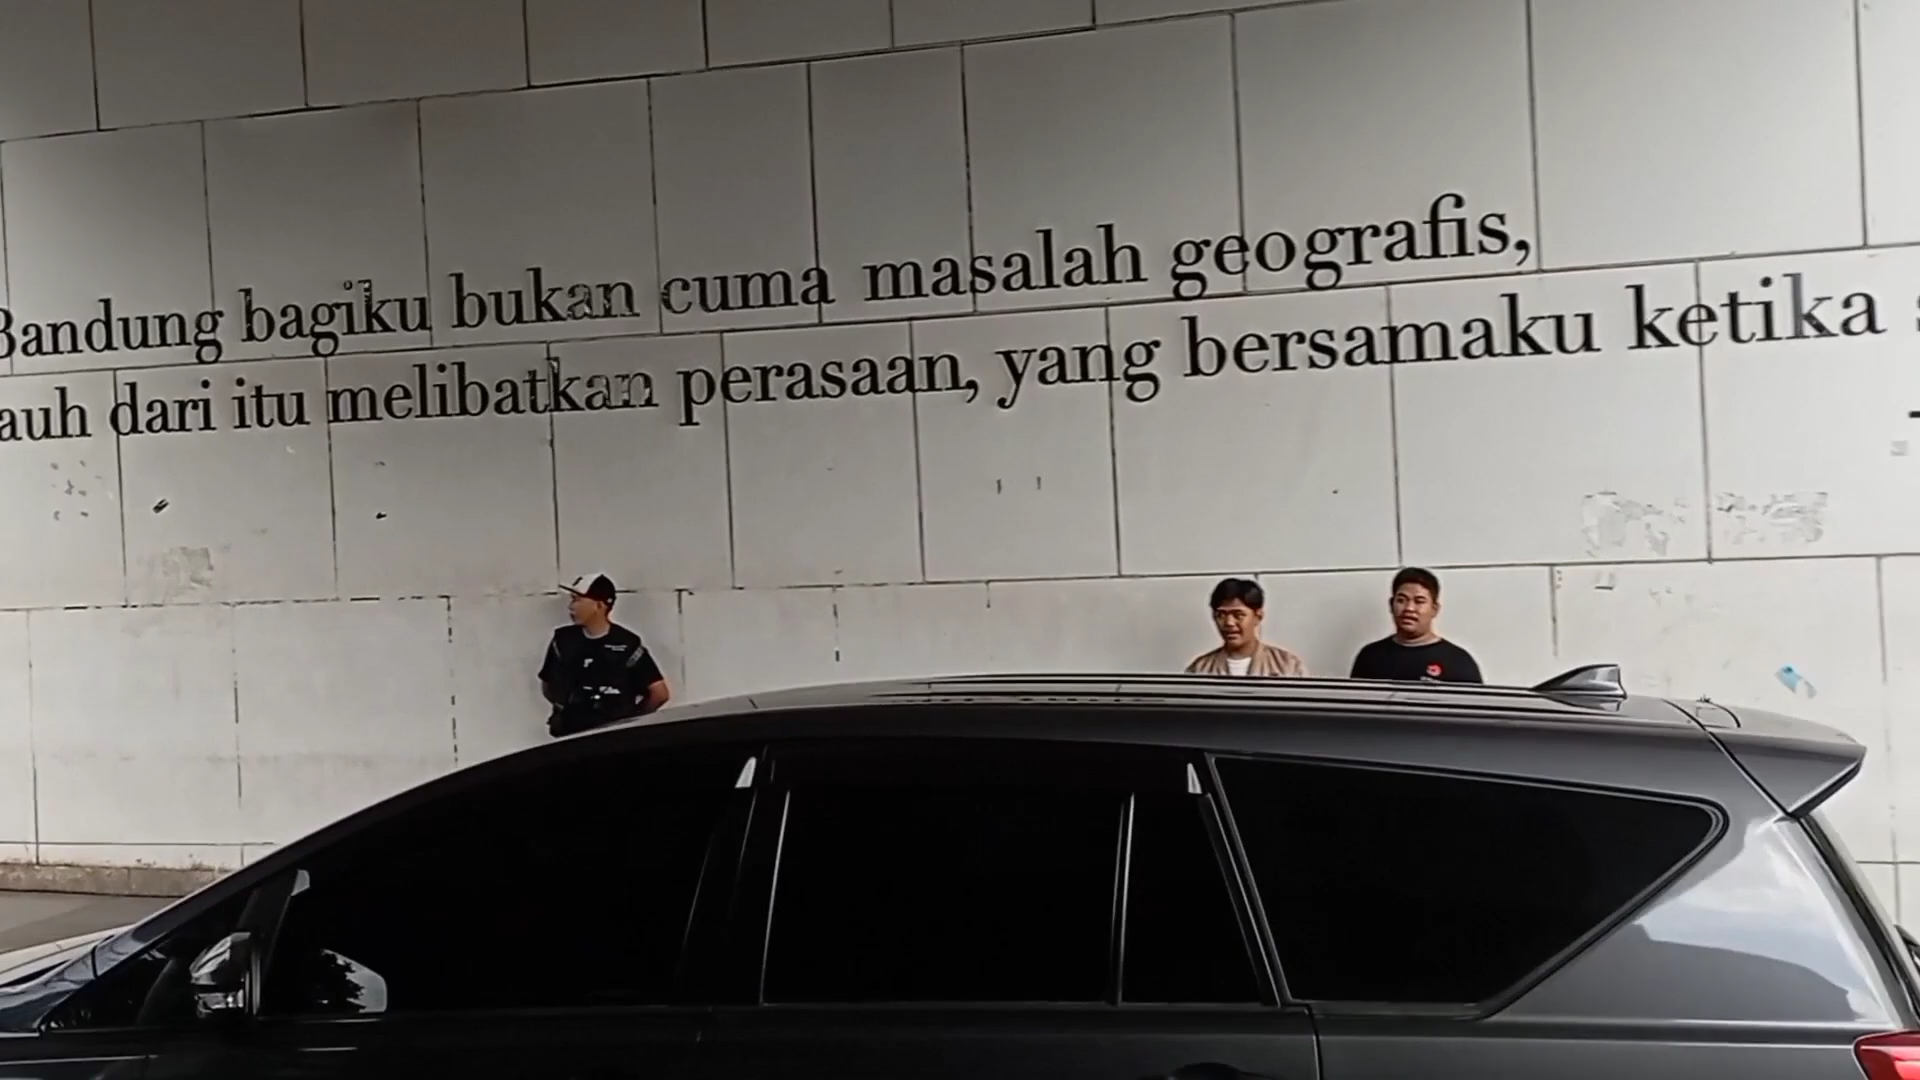 Bandung bagiku bukan cuma masalah geografis,
auh dari itu melibatkan perasaan, yang bersamaku ketika